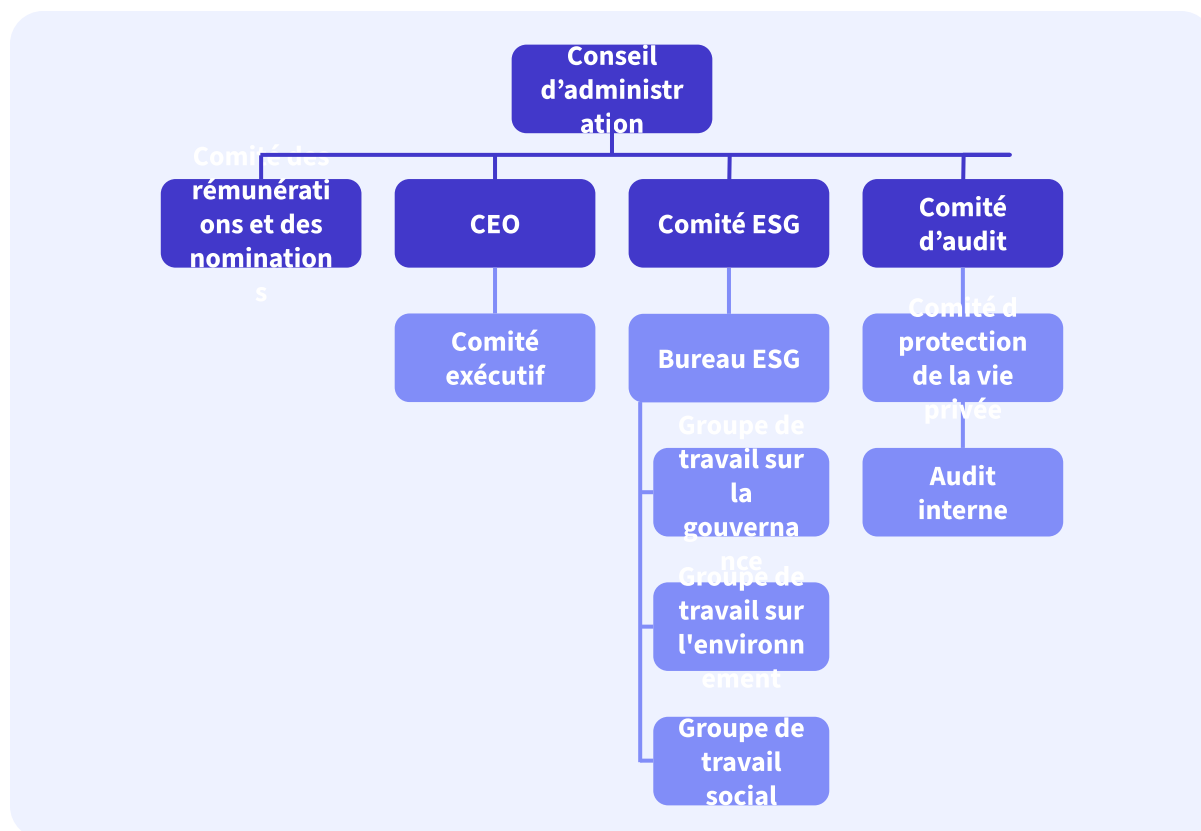 Conseil
d’administr
ation
Comité des
rémunérati
ons et des
nomination
s
CEO
Comité ESG
Comité
d’audit
Comité
exécutif
Bureau ESG
Comité d
protection
de la vie
privée
Groupe de
travail sur
la
gouverna
nce
Audit
interne
Groupe de
travail sur
l'environn
ement
Groupe de
travail
social